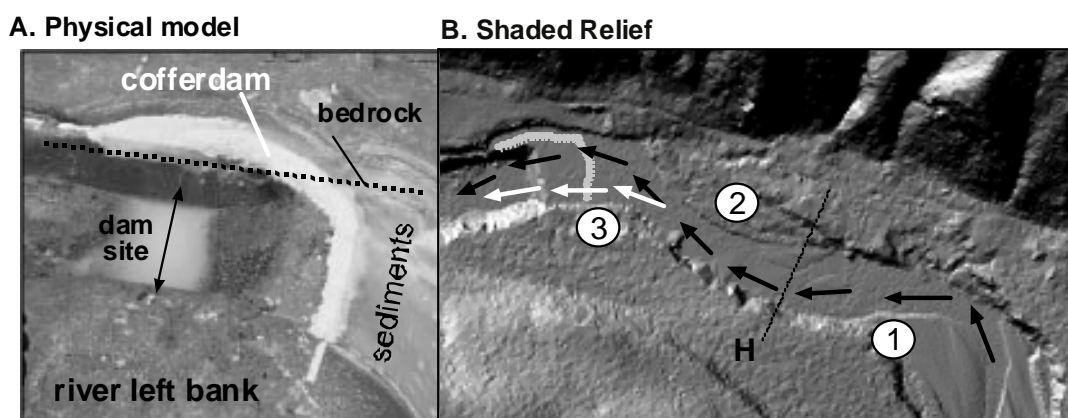 A. Physical model
cofferdam
bedrock
dam
site
sediments
river left bank
B. Shaded Relief
2
3
H
1